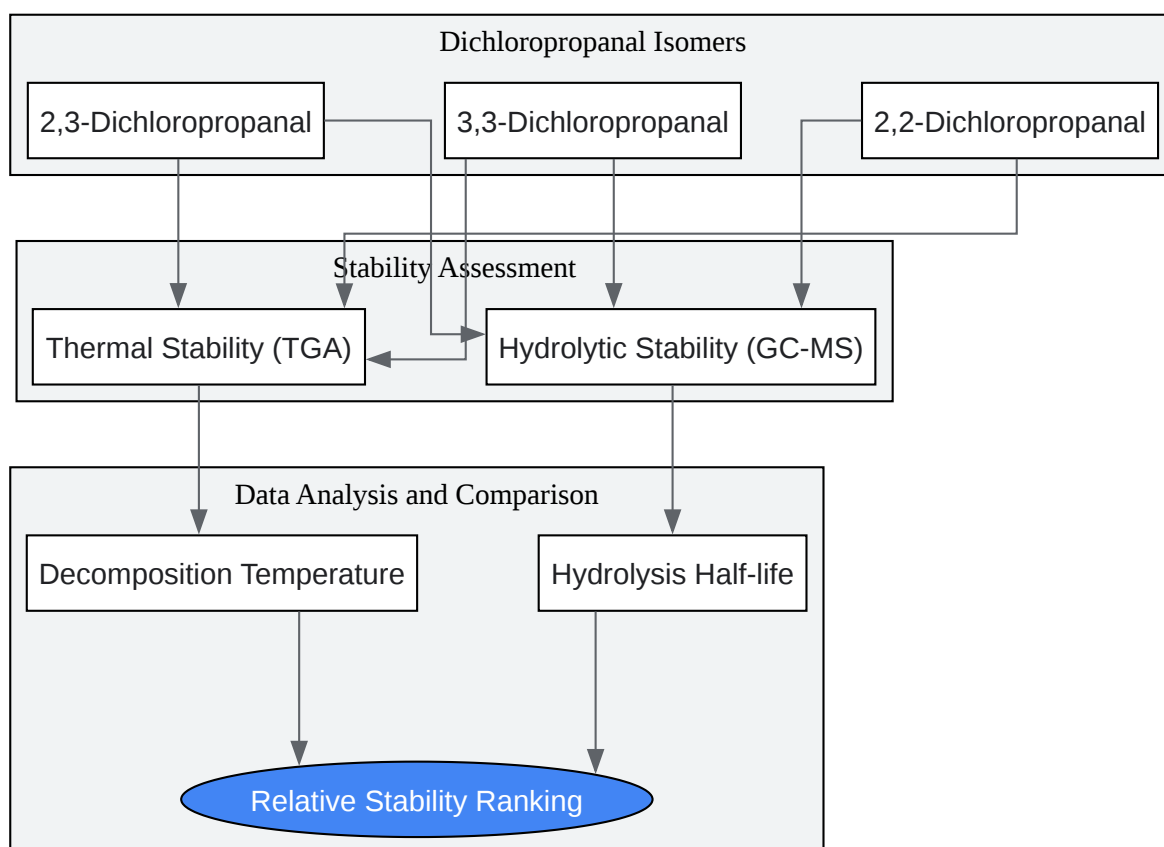 Dichloropropanal Isomers
2,3-Dichloropropanal
3,3-Dichloropropanal
2,2-Dichloropropanal
Stability Assessment
Thermal Stability (TGA)
Hydrolytic Stability (GC-MS)
Data Analysis and Comparison
Decomposition Temperature
Hydrolysis Half-life
Relative Stability Ranking